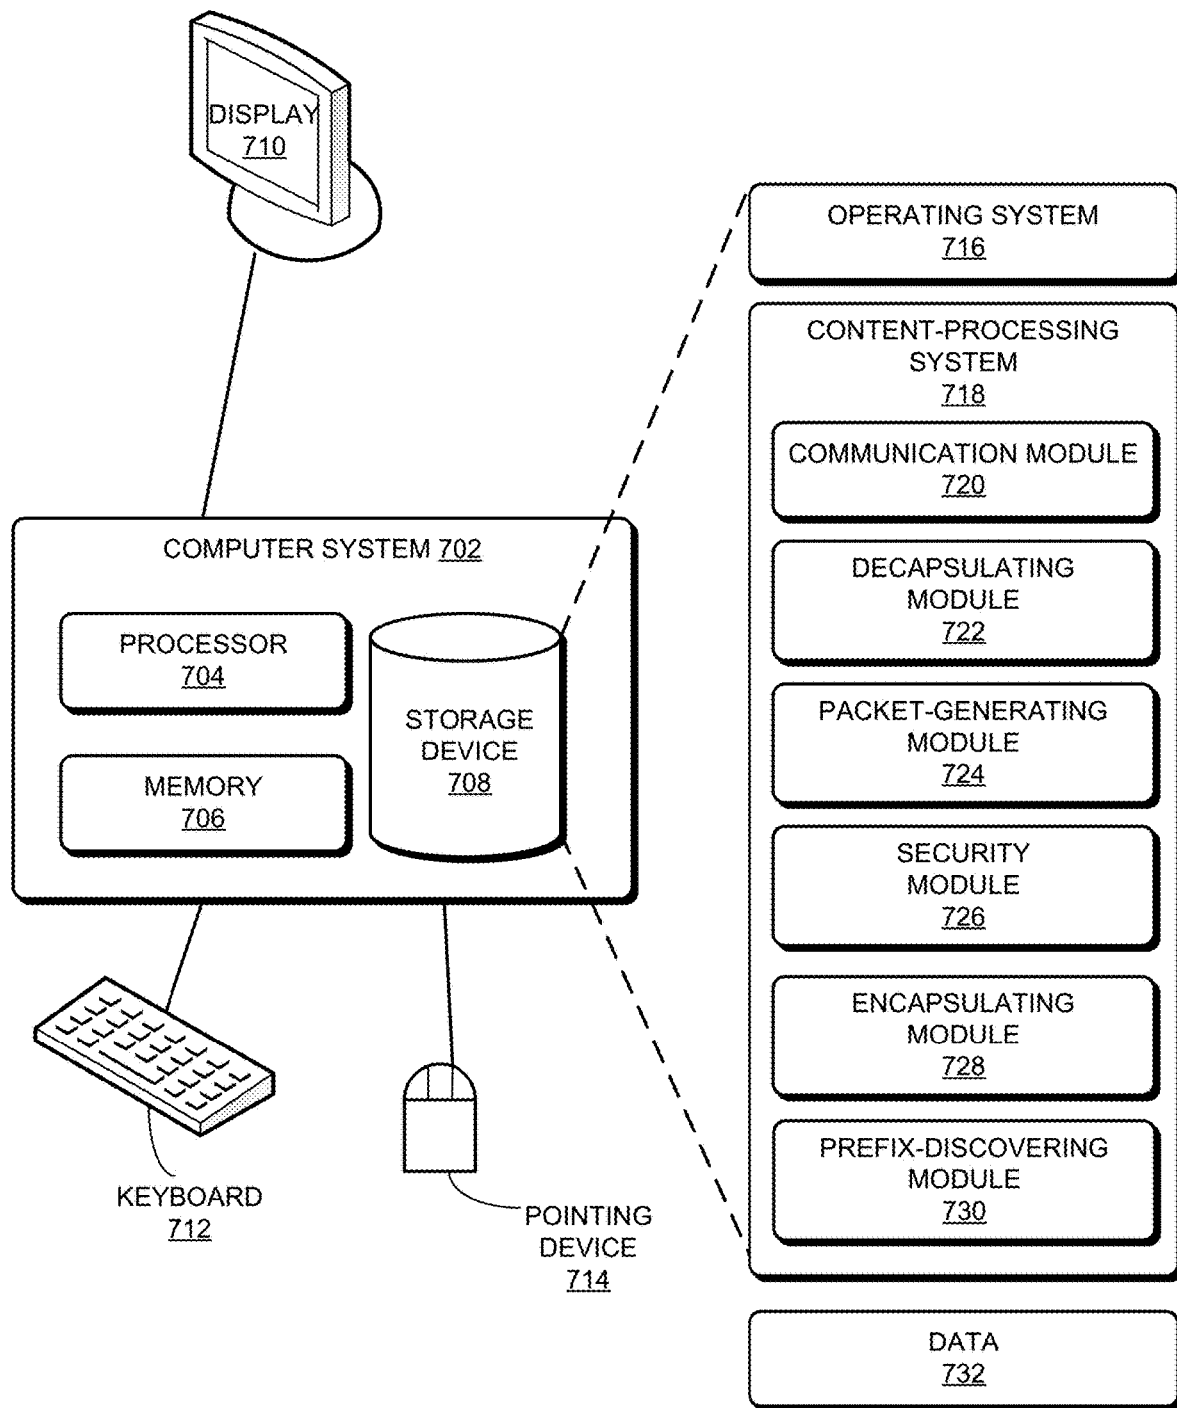 DISPLAY
710
COMPUTER SYSTEM 702
PROCESSOR
704
MEMORY
706
STORAGE
DEVICE
708
KEYBOARD
712
POINTING
DEVICE
714
OPERATING SYSTEM
716
CONTENT-PROCESSING
SYSTEM
718
COMMUNICATION MODULE
720
DECAPSULATING
MODULE
722
PACKET-GENERATING
MODULE
724
SECURITY
MODULE
726
ENCAPSULATING
MODULE
728
PREFIX-DISCOVERING
MODULE
730
DATA
732